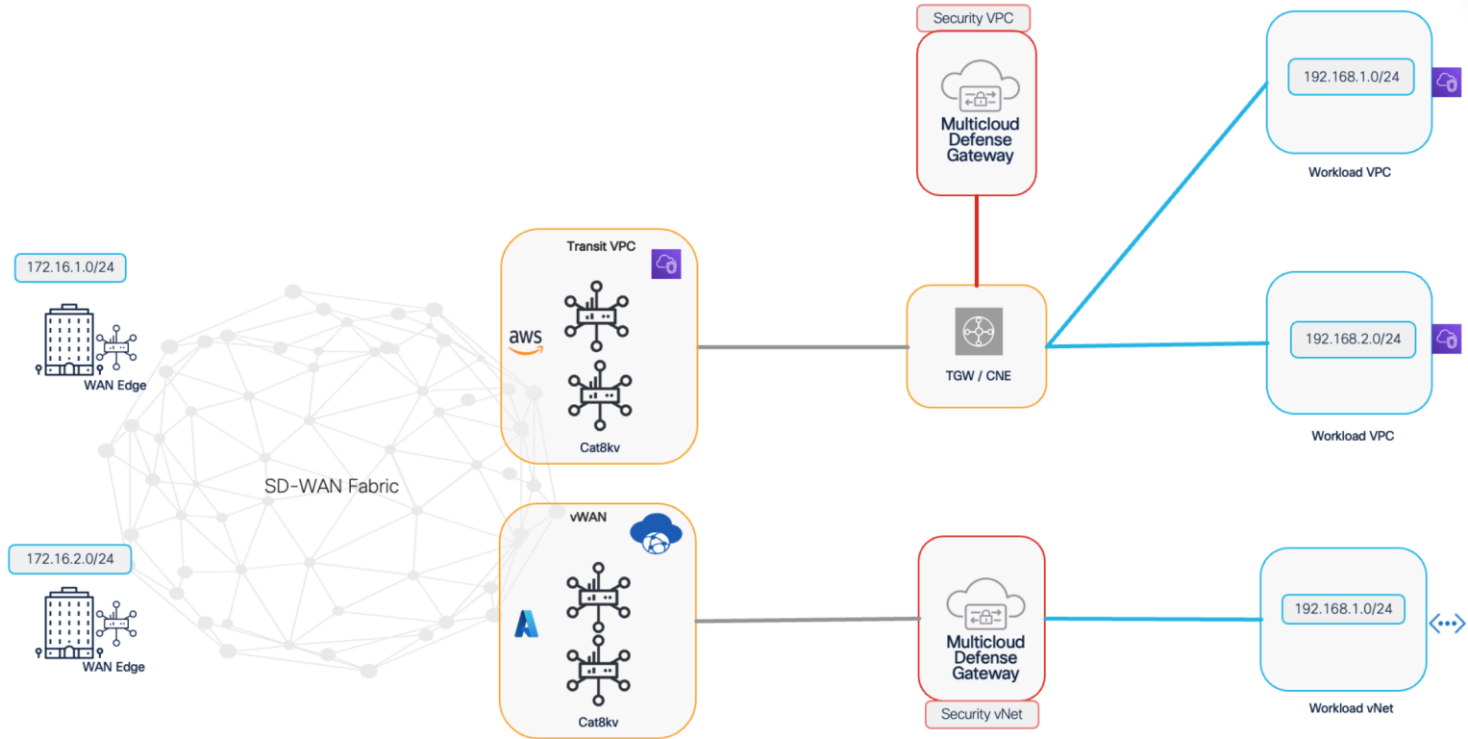 Security VPC
Multicloud
Defense
Gateway
192.168.1.0/24
Workload VPC
172.16.1.0/24
WAN Edge
Transit VPC
aws
Cat8kv
TGW / CNE
192.168.2.0/24
Workload VPC
SD-WAN Fabric
172.16.2.0/24
WAN Edge
vWAN
Cat8kv
Multicloud
Defense
Gateway
Security vNet
192.168.1.0/24
Workload vNet